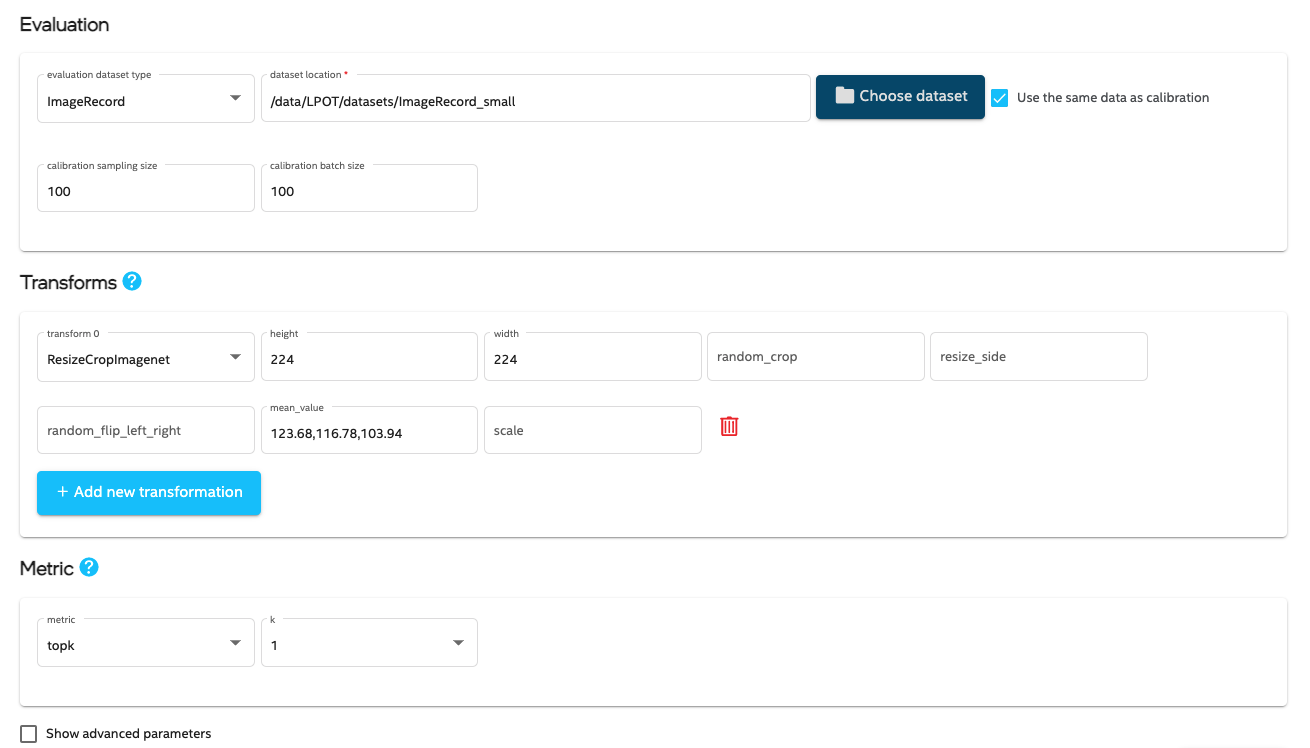 Evaluation
evaluation dataset type
dataset location *
ImageRecord
/data/LPOT/datasets/ImageRecord_small
Choose dataset
Use the same data as calibration
calibration sampling size
calibration batch size
100
100
Transforms ?
transform 0
height
width
ResizeCropImagenet
224
224
random_crop
resize_side
mean_value
random_flip_left_right
123.68,116.78,103.94
scale
+ Add new transformation
Metric ?
metric
k
topk
1
Show advanced parameters